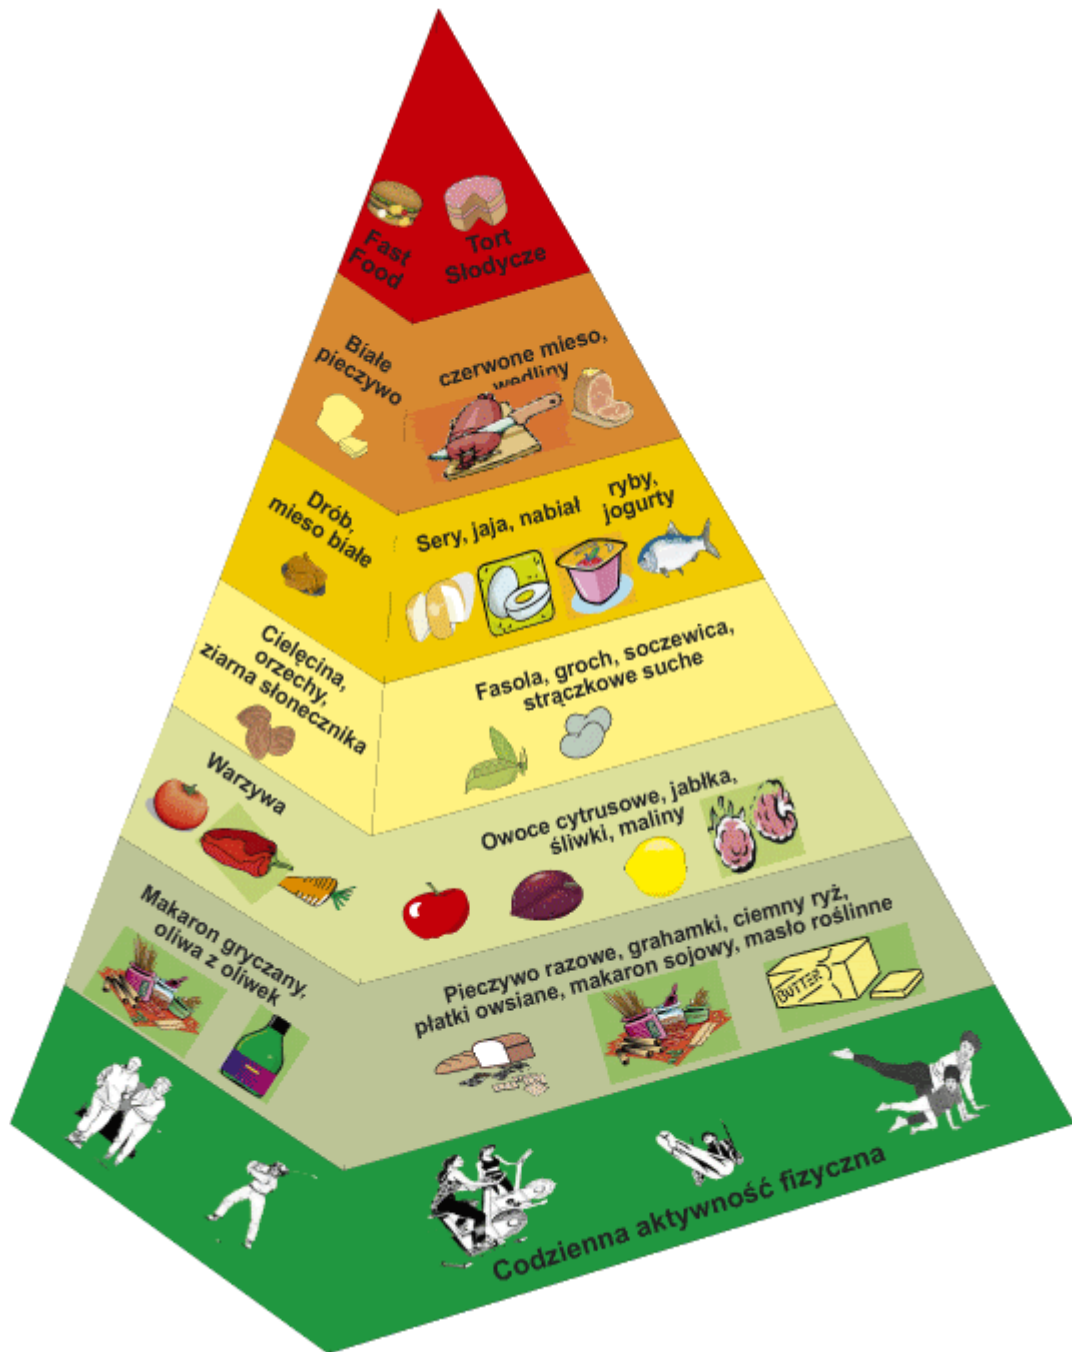 Fast
Food
Tort
Słodycze
Białe
pieczywo
czerwone mieso,
wędliny
Drób,
mieso białe
Sery, jaja, nabiał
ryby,
jogurty
Cielęcina,
orzechy,
ziarna słonecznika
Fasola, groch, soczewica,
strączkowe suche
Warzywa
Owoce cytrusowe, jabłka,
śliwki, maliny
Makaron gryczany,
oliwa z oliwek
Pieczywo razowe, grahamki, ciemny ryż,
płatki owsiane, makaron sojowy, masło roślinne
BUTTER
Codzienna aktywność fizyczna